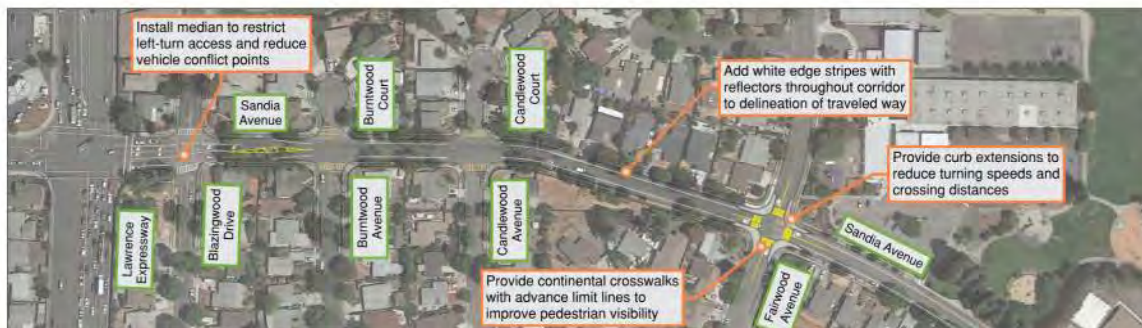 Install median to restrict
left-turn access and reduce
vehicle conflict points
Sandia
Avenue
Burntwood
Court
Candlewood
Court
Add white edge stripes with
reflectors throughout corridor
to delineation of traveled way
Provide curb extensions to
reduce turning speeds and
crossing distances
Lawrence
Expressway
Blazingwood
Drive
Burntwood
Avenue
Candlewood
Avenue
Provide continental crosswalks
with advance limit lines to
improve pedestrian visibility
Fairwood
Avenue
Sandia Avenue